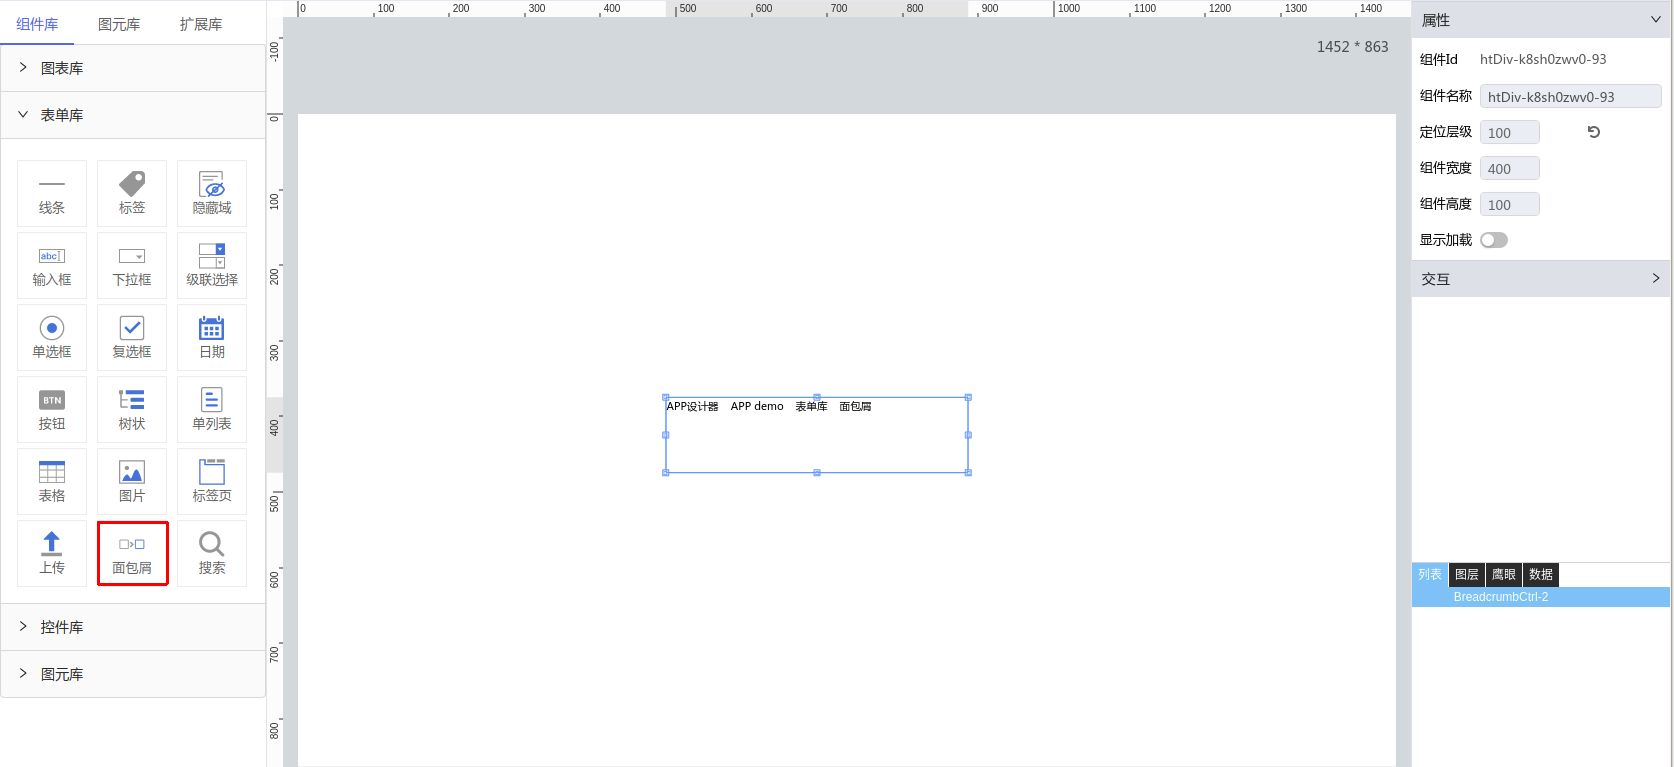 组件库 图元库 扩展库
图表库
表单库
线条 标签 隐藏域
abc
输入框 下拉框 级联选择
单选框 复选框 日期
BTN
按钮 树状 单列表
表格 图片 标签页
上传 面包屑 搜索
控件库
图元库
0 100 200 300 400 500 600 700 800 900 1000 1100 1200 1300 1400
-100
0
100
200
300
400
500
600
700
800
1452 * 863
APP设计器 APP demo 表单库 面包屑
属性
组件Id htDiv-k8sh0zwv0-93
组件名称 htDiv-k8sh0zwv0-93
定位层级 100
组件宽度 400
组件高度 100
显示加载
交互
列表 图层 鹰眼 数据
BreadcrumbCtrl-2